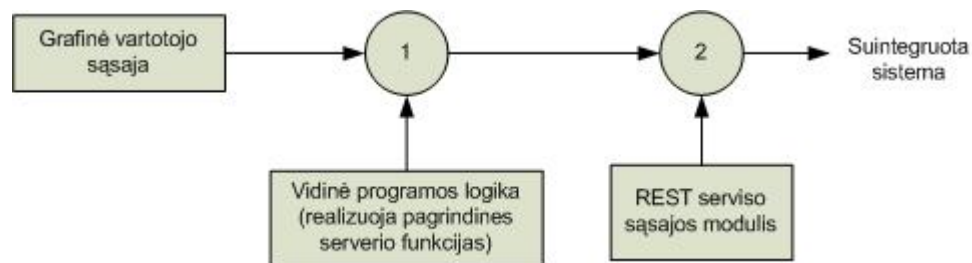 Grafinė vartotojo
sąsaja
1
2
Suintegruota
sistema
Vidinė programos logika
(realizuoja pagrindines
serverio funkcijas)
REST serviso
sąsajos modulis